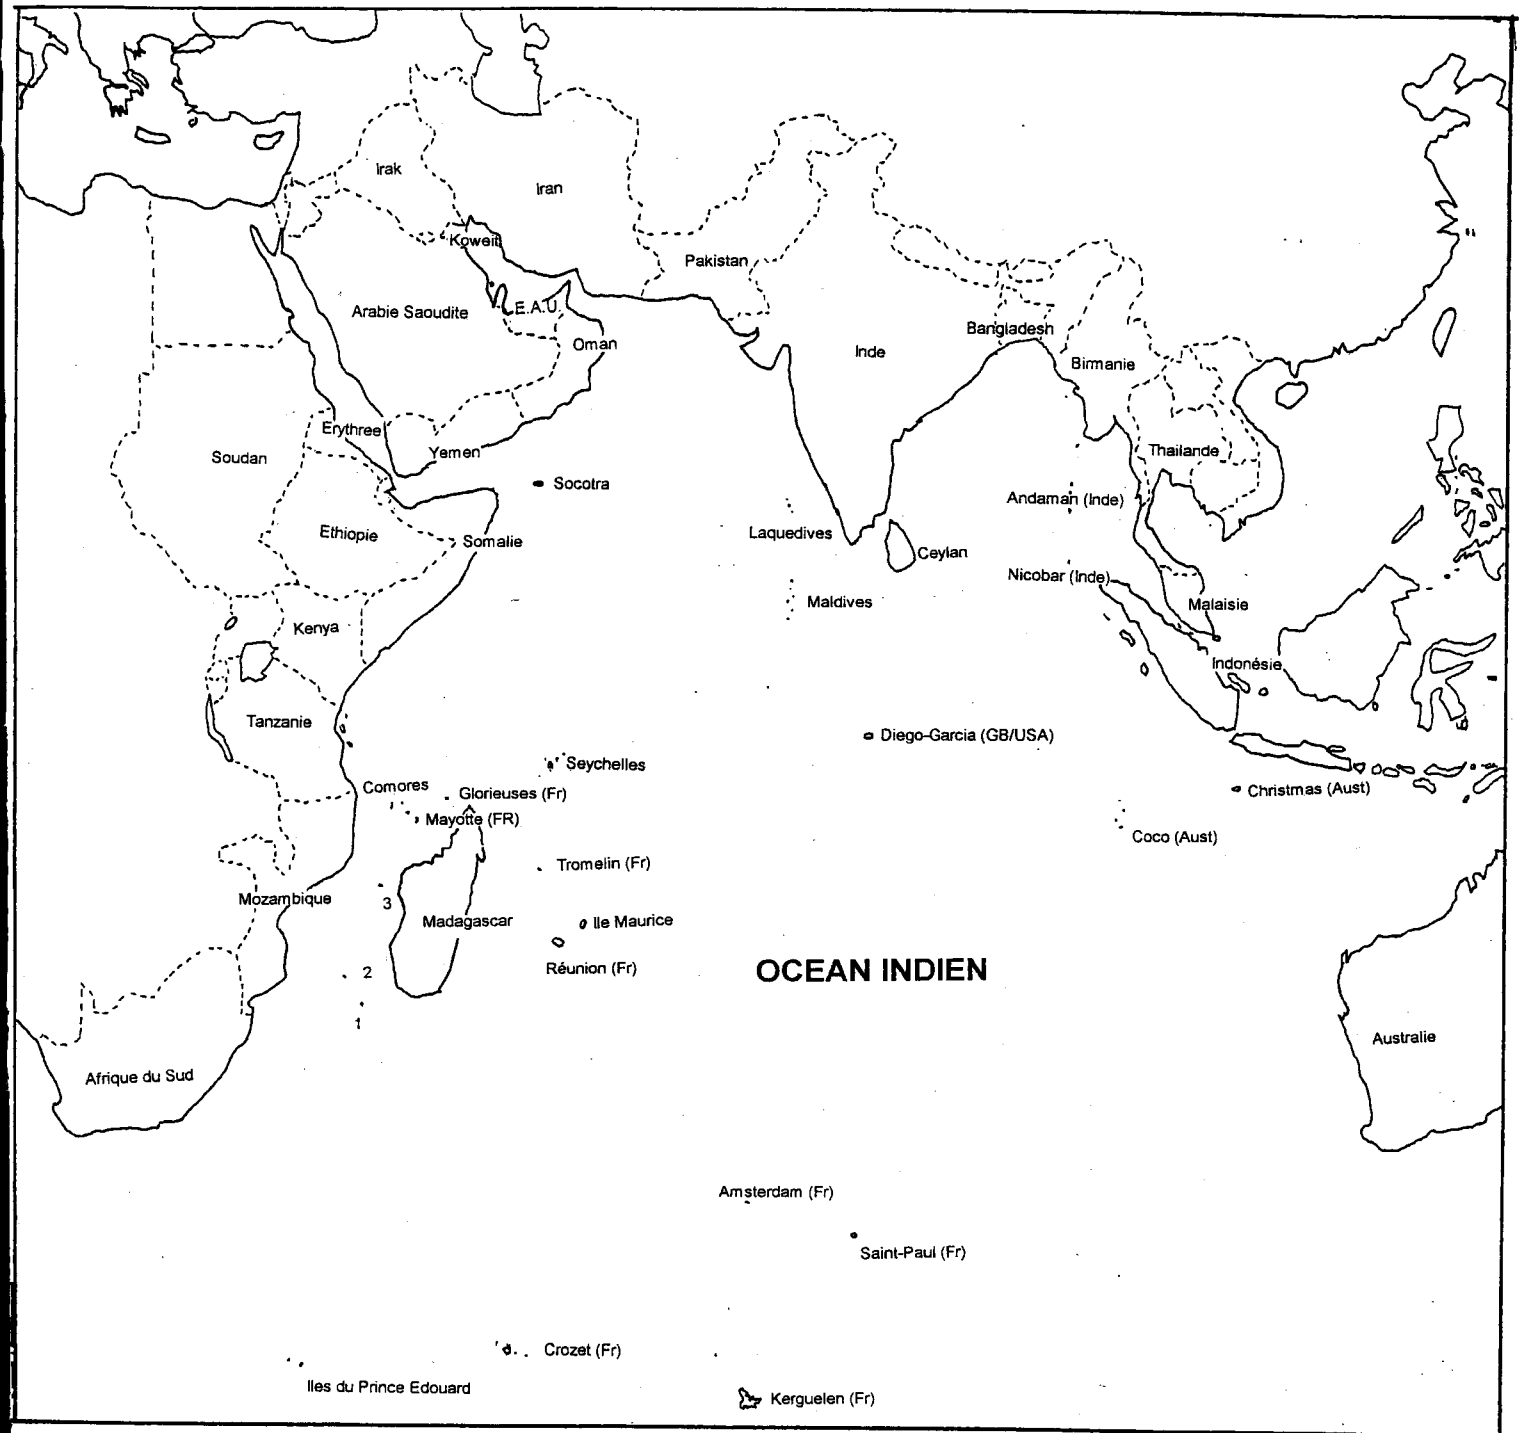 Irak
Iran
Koweit
Pakistan
Arabie Saoudite
E.A.U.
Oman
Bangladesh
Inde
Birmanie
Erythree
Yemen
Soudan
Thailande
Socotra
Andaman (Inde)
Ethiopie
Somalie
Laquedives
Ceylan
Nicobar (Inde)
Maldives
Malaisie
Kenya
Indonésie
Tanzanie
Diego-Garcia (GB/USA)
Seychelles
Comores
Glorieuses (Fr)
Christmas (Aust)
Mayotte (FR)
Coco (Aust)
Tromelin (Fr)
Mozambique
3
Madagascar
Ile Maurice
2
Réunion (Fr)
OCEAN INDIEN
1
Australie
Afrique du Sud
Amsterdam (Fr)
Saint-Paul (Fr)
Crozet (Fr)
Iles du Prince Edouard
Kerguelen (Fr)